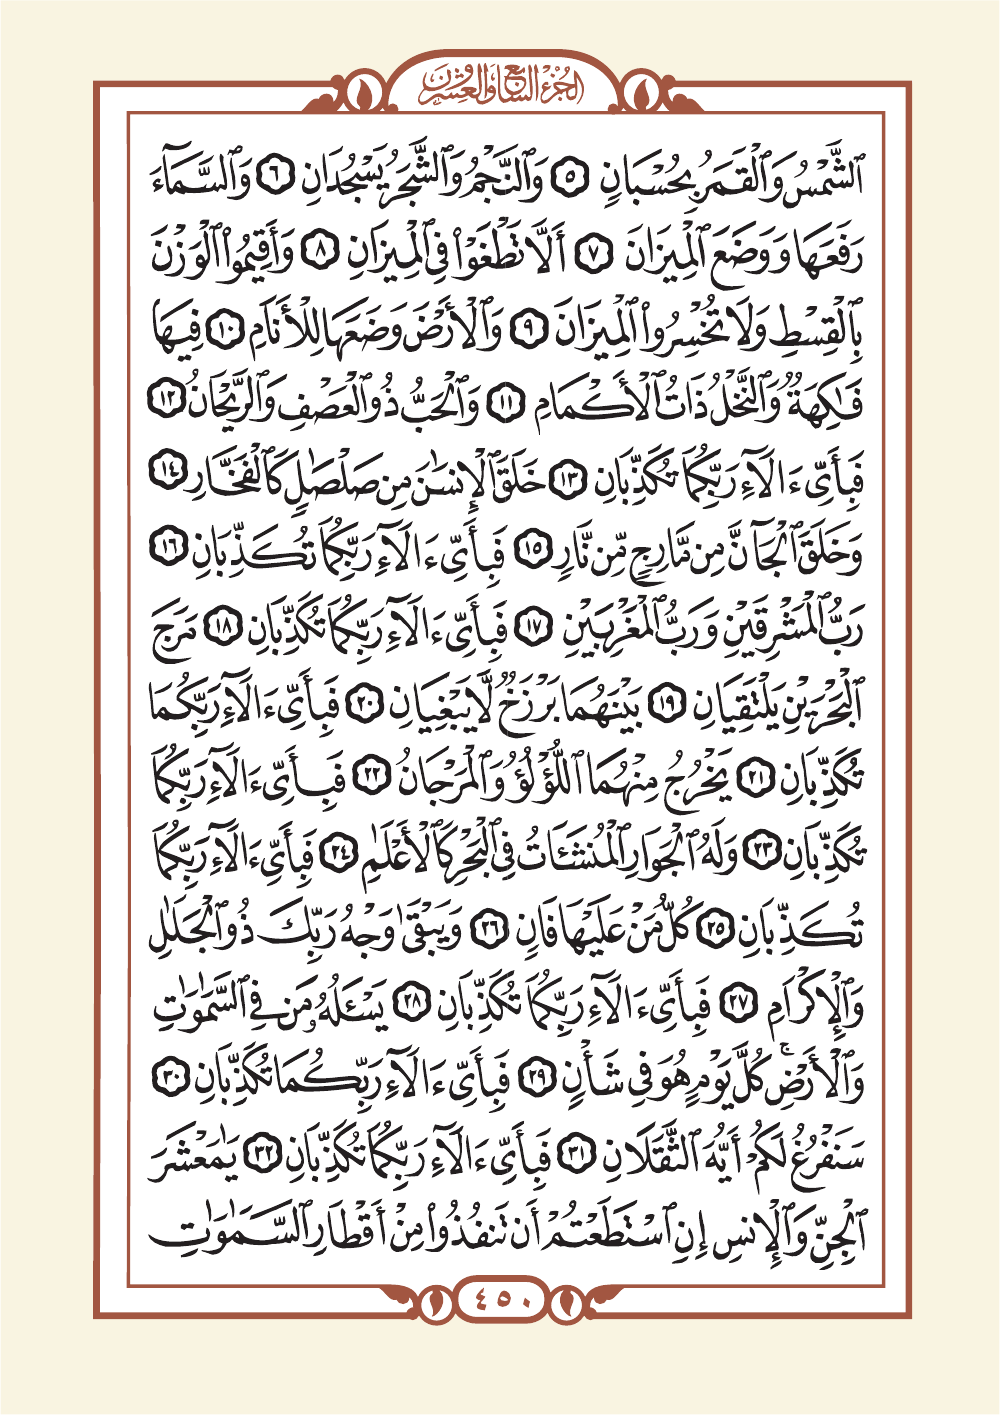 الجزء السابع والعشرون
ٱلشَّمْسُ وَٱلْقَمَرُ بِحُسْبَانٍ ٥ وَٱلنَّجْمُ وَٱلشَّجَرُ يَسْجُدَانِ ٦ وَٱلسَّمَآءَ
رَفَعَهَا وَوَضَعَ ٱلْمِيزَانَ ٧ أَلَّا تَطْغَوْا۟ فِى ٱلْمِيزَانِ ٨ وَأَقِيمُوا۟ ٱلْوَزْنَ
بِٱلْقِسْطِ وَلَا تُخْسِرُوا۟ ٱلْمِيزَانَ ٩ وَٱلْأَرْضَ وَضَعَهَا لِلْأَنَامِ ١٠ فِيهَا
فَـٰكِهَةٌ وَٱلنَّخْلُ ذَاتُ ٱلْأَكْمَامِ ١١ وَٱلْحَبُّ ذُو ٱلْعَصْفِ وَٱلرَّيْحَانُ ١٢
فَبِأَىِّ ءَالَآءِ رَبِّكُمَا تُكَذِّبَانِ ١٣ خَلَقَ ٱلْإِنسَـٰنَ مِن صَلْصَـٰلٍ كَٱلْفَخَّارِ ١٤
وَخَلَقَ ٱلْجَآنَّ مِن مَّارِجٍ مِّن نَّارٍ ١٥ فَبِأَىِّ ءَالَآءِ رَبِّكُمَا تُكَذِّبَانِ ١٦
رَبُّ ٱلْمَشْرِقَيْنِ وَرَبُّ ٱلْمَغْرِبَيْنِ ١٧ فَبِأَىِّ ءَالَآءِ رَبِّكُمَا تُكَذِّبَانِ ١٨ مَرَجَ
ٱلْبَحْرَيْنِ يَلْتَقِيَانِ ١٩ بَيْنَهُمَا بَرْزَخٌ لَّا يَبْغِيَانِ ٢٠ فَبِأَىِّ ءَالَآءِ رَبِّكُمَا
تُكَذِّبَانِ ٢١ يَخْرُجُ مِنْهُمَا ٱللُّؤْلُؤُ وَٱلْمَرْجَانُ ٢٢ فَبِأَىِّ ءَالَآءِ رَبِّكُمَا
تُكَذِّبَانِ ٢٣ وَلَهُ ٱلْجَوَارِ ٱلْمُنشَـَٔاتُ فِى ٱلْبَحْرِ كَٱلْأَعْلَـٰمِ ٢٤ فَبِأَىِّ ءَالَآءِ رَبِّكُمَا
تُكَذِّبَانِ ٢٥ كُلُّ مَنْ عَلَيْهَا فَانٍ ٢٦ وَيَبْقَىٰ وَجْهُ رَبِّكَ ذُو ٱلْجَلَـٰلِ
وَٱلْإِكْرَامِ ٢٧ فَبِأَىِّ ءَالَآءِ رَبِّكُمَا تُكَذِّبَانِ ٢٨ يَسْـَٔلُهُۥ مَن فِى ٱلسَّمَـٰوَٰتِ
وَٱلْأَرْضِ ۚ كُلَّ يَوْمٍ هُوَ فِى شَأْنٍ ٢٩ فَبِأَىِّ ءَالَآءِ رَبِّكُمَا تُكَذِّبَانِ ٣٠
سَنَفْرُغُ لَكُمْ أَيُّهَ ٱلثَّقَلَانِ ٣١ فَبِأَىِّ ءَالَآءِ رَبِّكُمَا تُكَذِّبَانِ ٣٢ يَـٰمَعْشَرَ
ٱلْجِنِّ وَٱلْإِنسِ إِنِ ٱسْتَطَعْتُمْ أَن تَنفُذُوا۟ مِنْ أَقْطَارِ ٱلسَّمَـٰوَٰتِ
٤٥٠